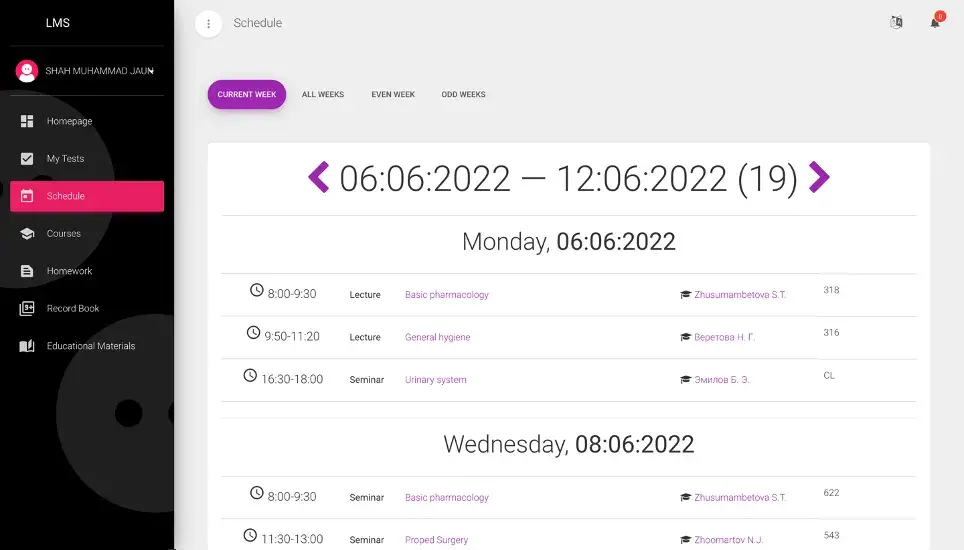 LMS
Schedule
8
SHAH MUHAMMAD JAUN
CURRENT WEEK ALL WEEKS EVEN WEEK ODD WEEKS
Homepage
My Tests
Schedule
Courses
Homework
Record Book
Educational Materials
06:06:2022 — 12:06:2022 (19)
Monday, 06:06:2022
8:00-9:30 Lecture Basic pharmacology Zhusumambetova S.T. 318
9:50-11:20 Lecture General hygiene Веретова Н. Г. 316
16:30-18:00 Seminar Urinary system Эмилов Б. Э. CL
Wednesday, 08:06:2022
8:00-9:30 Seminar Basic pharmacology Zhusumambetova S.T. 622
11:30-13:00 Seminar Proped Surgery Zhoomartov N.J. 543